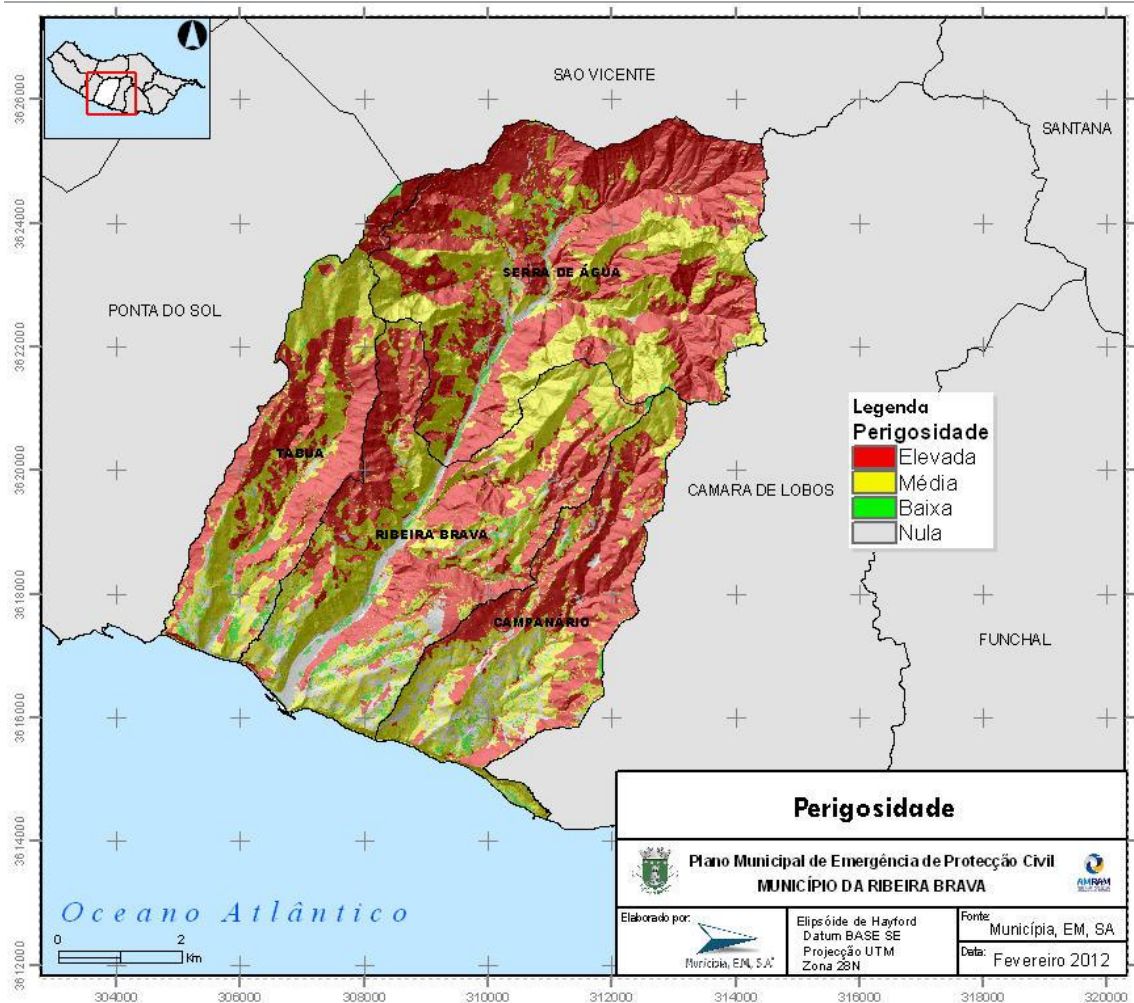 SAO VICENTE
SANTANA
PONTA DO SOL
SERRA DE ÁGUA
TABUA
RIBEIRA BRAVA
CAMPANÁRIO
CAMARA DE LOBOS
FUNCHAL
Legenda
Perigosidade
Elevada
Média
Baixa
Nula
3626000
3624000
3622000
3620000
3618000
3616000
3614000
3612000
Oceano Atlântico
0 2
Km
304000 306000 308000 310000 312000 314000 316000 318000 320000
Perigosidade
Plano Municipal de Emergência de Protecção Civil
MUNICÍPIO DA RIBEIRA BRAVA
AMRAM
Elaborado por:
Municípia, E.M, S.A
Elipsóide de Hayford
Datum BASE SE
Projecção UTM
Zona 28N
Fonte:
Municípia, EM, SA
Data: Fevereiro 2012